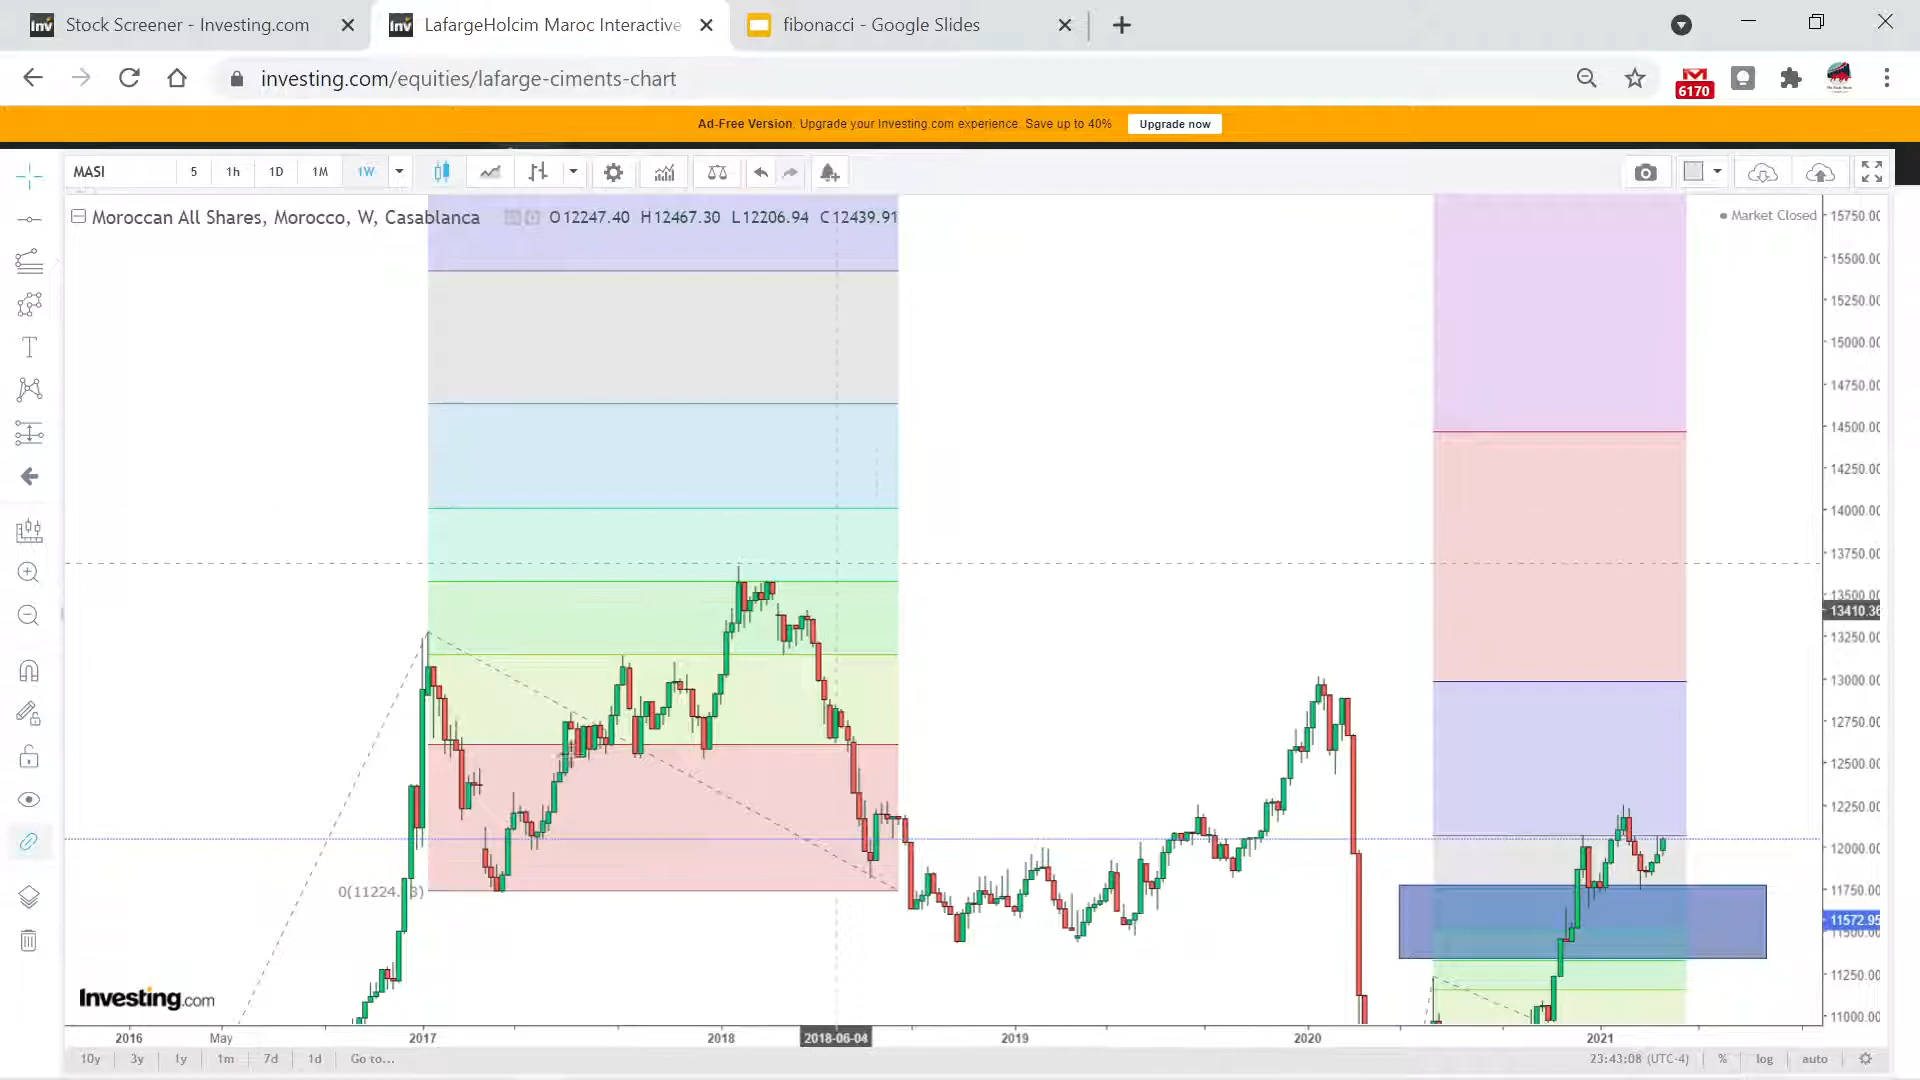 Stock Screener - Investing.com
LafargeHolcim Maroc Interactive
fibonacci - Google Slides
investing.com/equities/lafarge-ciments-chart
6170
Ad-Free Version. Upgrade your Investing.com experience. Save up to 40%
Upgrade now
MASI
5
1h
1D
1M
1W
Moroccan All Shares, Morocco, W, Casablanca
O12247.40 H12467.30 L12206.94 C12439.91
Market Closed
15750.00
15500.00
15250.00
15000.00
14750.00
14500.00
14250.00
14000.00
13750.00
13500.00
13410.36
13250.00
13000.00
12750.00
12500.00
12250.00
12000.00
11750.00
11572.95
11500.00
11250.00
11000.00
Investing.com
2016
May
2017
2018
2018-06-04
2019
2020
2021
10y
3y
1y
1m
7d
1d
Go to...
23:43:08 (UTC-4)
%
log
auto